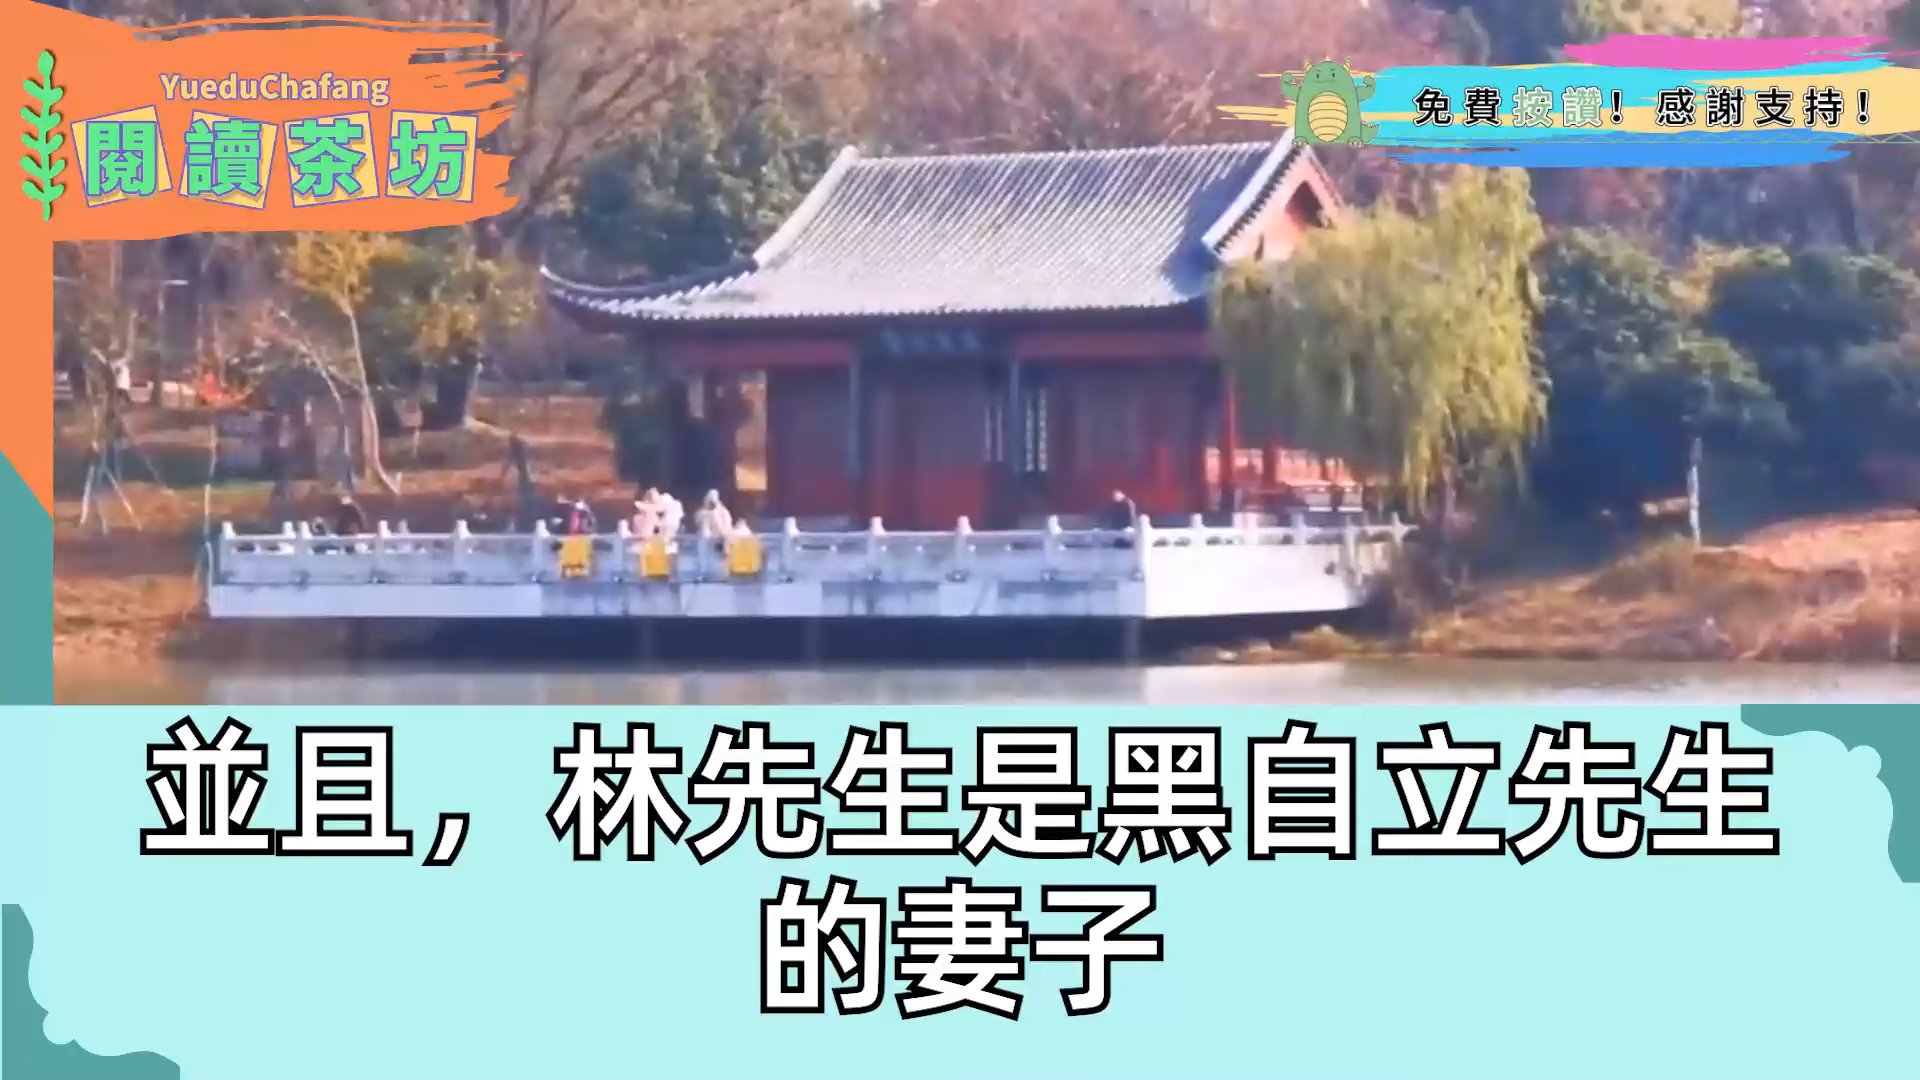 YueduChafang
閱讀茶坊
免費按讚！感謝支持！
並且，林先生是黑自立先生
的妻子